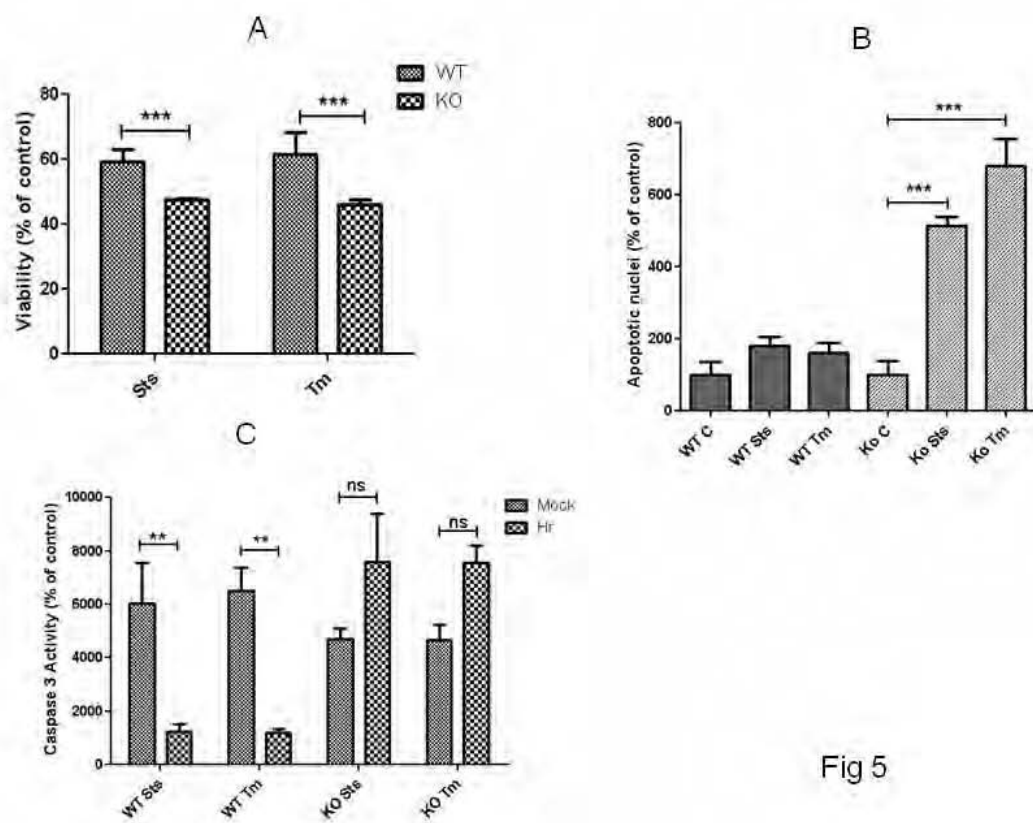 A
WT
KO
Viability (% of control)
80
60
40
20
0
***
***
Sts
Tm
B
Apoptotic nuclei (% of control)
800
600
400
200
0
***
***
WT C
WT Sts
WT Tm
Ko C
Ko Sts
Ko Tm
C
Mock
Hr
Caspase 3 Activity (% of control)
10000
8000
6000
4000
2000
0
**
**
ns
ns
WT Sts
WT Tm
KO Sts
KO Tm
Fig 5